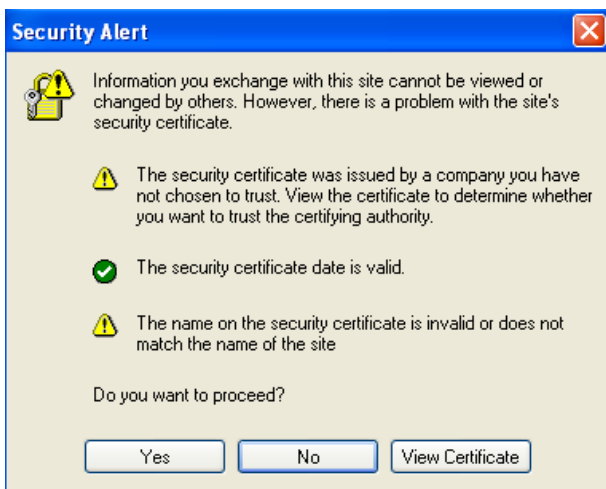 Security Alert
Information you exchange with this site cannot be viewed or
changed by others. However, there is a problem with the site's
security certificate.
The security certificate was issued by a company you have
not chosen to trust. View the certificate to determine whether
you want to trust the certifying authority.
The security certificate date is valid.
The name on the security certificate is invalid or does not
match the name of the site
Do you want to proceed?
Yes
No
View Certificate